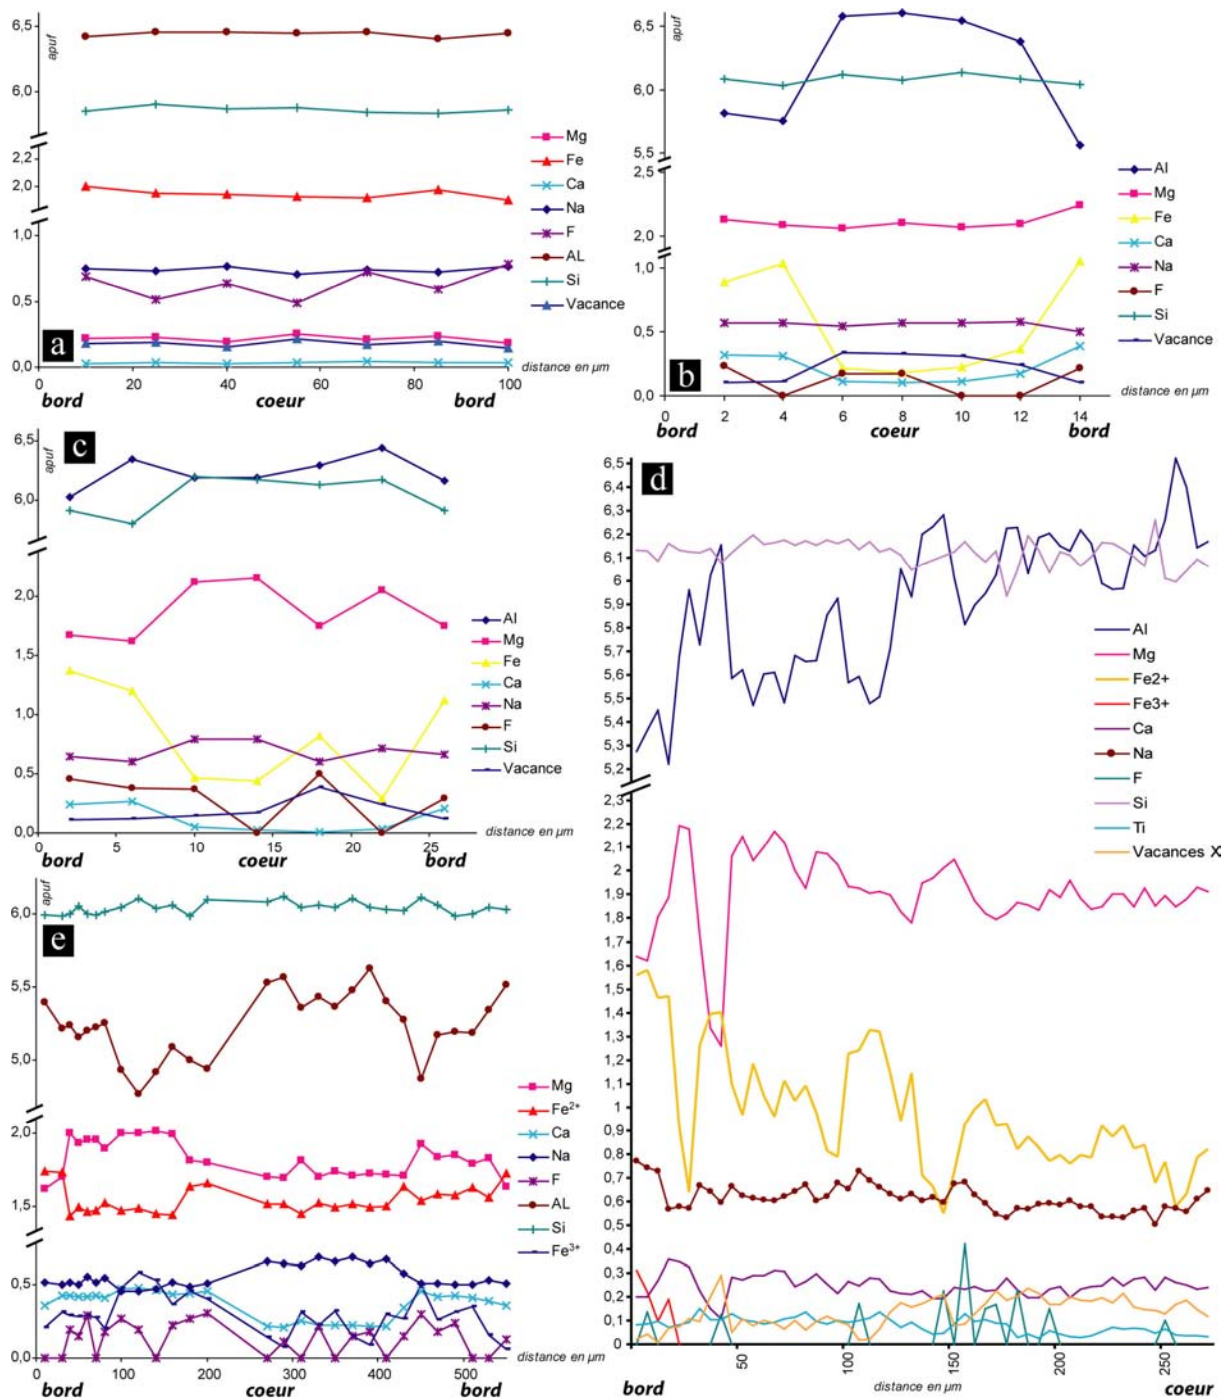 a
apuf
6,5
6,0
2,2
2,0
1,0
0,5
0,0
0 20 40 60 80 100
distance en µm
bord coeur bord
Mg
Fe
Ca
Na
F
AL
Si
Vacance
b
apuf
6,5
6,0
5,5
2,5
2,0
1,0
0,5
0,0
0 2 4 6 8 10 12 14
distance en µm
bord coeur bord
Al
Mg
Fe
Ca
Na
F
Si
Vacance
c
apuf
6,5
6,0
2,0
1,5
1,0
0,5
0,0
0 5 10 15 20 25
distance en µm
bord coeur bord
Al
Mg
Fe
Ca
Na
F
Si
Vacance
d
6,5
6,4
6,3
6,2
6,1
6
5,9
5,8
5,7
5,6
5,5
5,4
5,3
5,2
2,3
2,2
2,1
2
1,9
1,8
1,7
1,6
1,5
1,4
1,3
1,2
1,1
1
0,9
0,8
0,7
0,6
0,5
0,4
0,3
0,2
0,1
0
50 100 150 200 250
bord distance en µm coeur
Al
Mg
Fe2+
Fe3+
Ca
Na
F
Si
Ti
Vacances X
e
apuf
6,0
5,5
5,0
2,0
1,5
0,5
0,0
0 100 200 300 400 500
distance en µm
bord coeur bord
Mg
Fe²⁺
Ca
Na
F
AL
Si
Fe³⁺